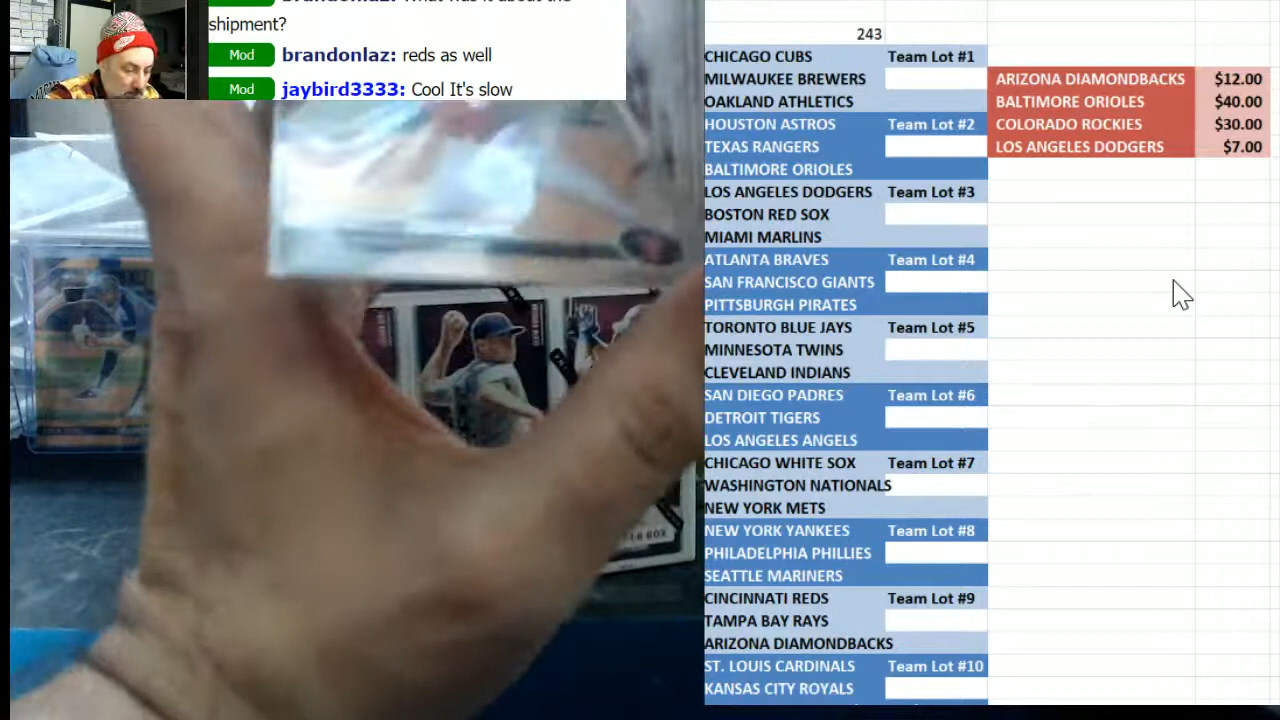 shipment?
Mod brandonlaz: reds as well
Mod jaybird3333: Cool It's slow
243
CHICAGO CUBS Team Lot #1
MILWAUKEE BREWERS
OAKLAND ATHLETICS
HOUSTON ASTROS Team Lot #2
TEXAS RANGERS
BALTIMORE ORIOLES
LOS ANGELES DODGERS Team Lot #3
BOSTON RED SOX
MIAMI MARLINS
ATLANTA BRAVES Team Lot #4
SAN FRANCISCO GIANTS
PITTSBURGH PIRATES
TORONTO BLUE JAYS Team Lot #5
MINNESOTA TWINS
CLEVELAND INDIANS
SAN DIEGO PADRES Team Lot #6
DETROIT TIGERS
LOS ANGELES ANGELS
CHICAGO WHITE SOX Team Lot #7
WASHINGTON NATIONALS
NEW YORK METS
NEW YORK YANKEES Team Lot #8
PHILADELPHIA PHILLIES
SEATTLE MARINERS
CINCINNATI REDS Team Lot #9
TAMPA BAY RAYS
ARIZONA DIAMONDBACKS
ST. LOUIS CARDINALS Team Lot #10
KANSAS CITY ROYALS
ARIZONA DIAMONDBACKS $12.00
BALTIMORE ORIOLES $40.00
COLORADO ROCKIES $30.00
LOS ANGELES DODGERS $7.00